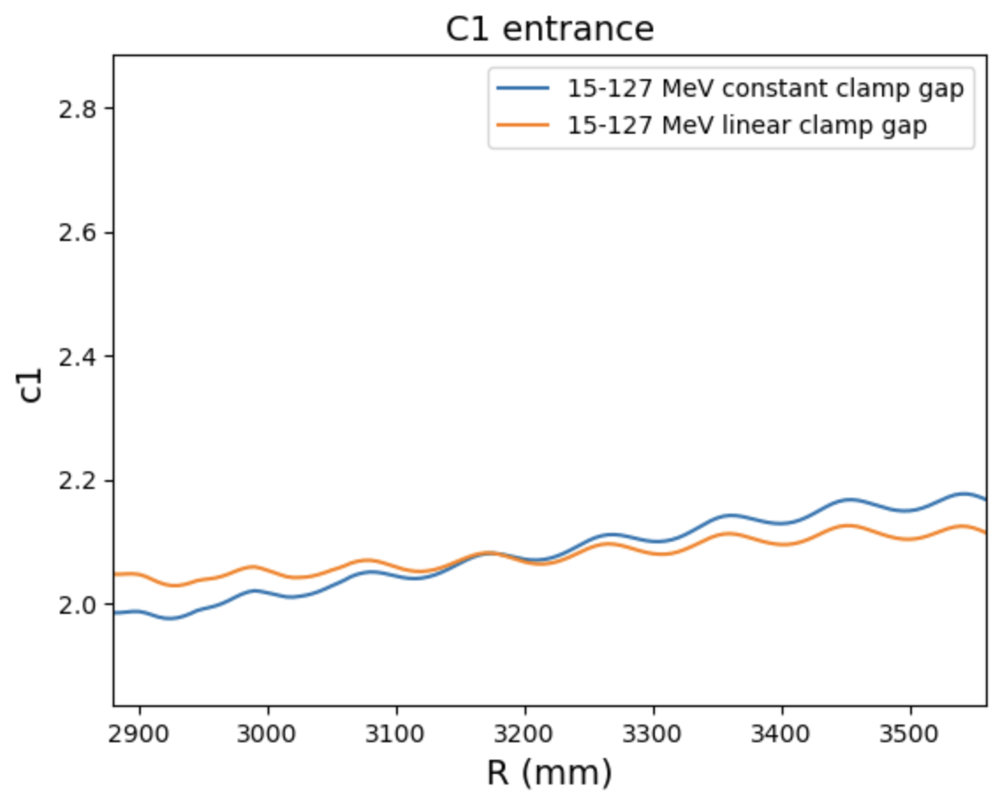 C1 entrance
15-127 MeV constant clamp gap
15-127 MeV linear clamp gap
c1
2.8
2.6
2.4
2.2
2.0
2900 3000 3100 3200 3300 3400 3500
R (mm)